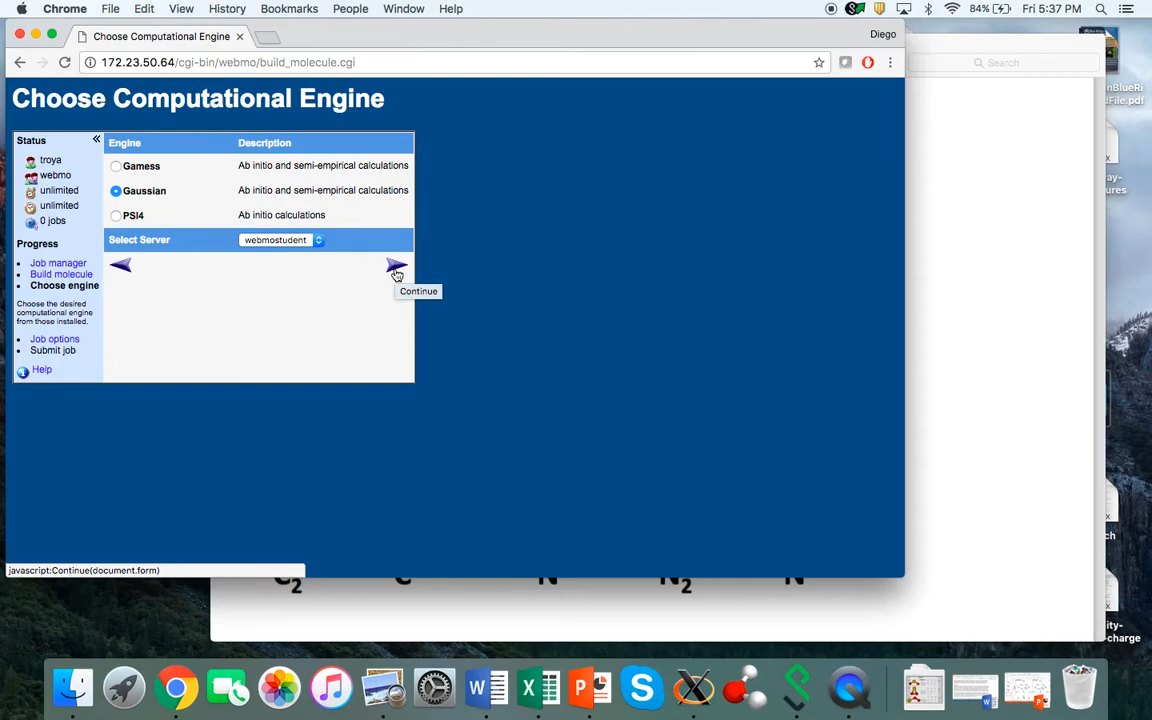 Chrome File Edit View History Bookmarks People Window Help 84% Fri 5:37 PM
Choose Computational Engine Diego
172.23.50.64/cgi-bin/webmo/build_molecule.cgi
Search
Choose Computational Engine
Status
troya
webmo
unlimited
unlimited
0 jobs
Progress
Job manager
Build molecule
Choose engine
Choose the desired
computational engine
from those installed.
Job options
Submit job
Help
Engine Description
Gamess Ab initio and semi-empirical calculations
Gaussian Ab initio and semi-empirical calculations
PSI4 Ab initio calculations
Select Server webmostudent
Continue
javascript:Continue(document.form)
C2 C N N2 N